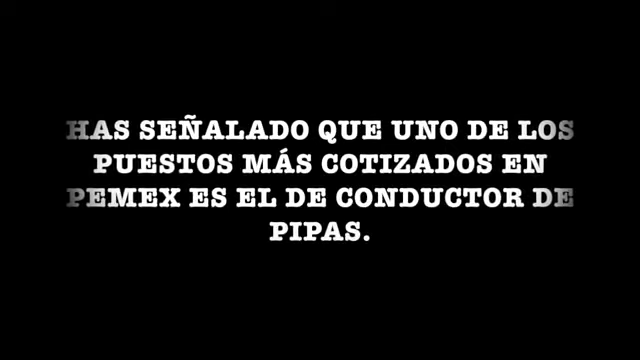 HAS SEÑALADO QUE UNO DE LOS
PUESTOS MÁS COTIZADOS EN
PEMEX ES EL DE CONDUCTOR DE
PIPAS.